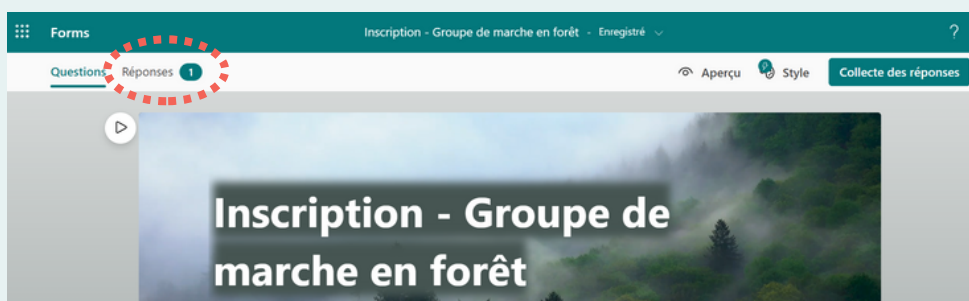 Forms
Inscription - Groupe de marche en forêt - Enregistré
?
Questions Réponses 1
Aperçu Style Collecte des réponses
Inscription - Groupe de
marche en forêt